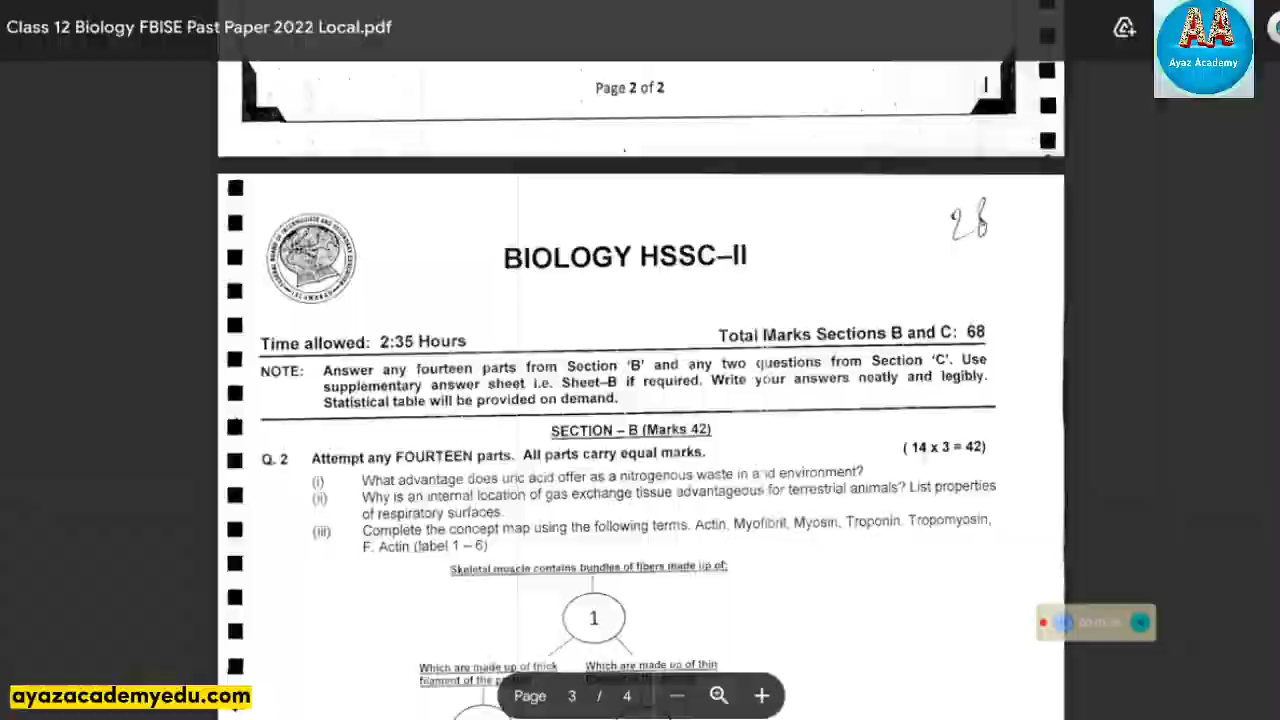 Class 12 Biology FBISE Past Paper 2022 Local.pdf
AA
Ayaz Academy
Page 2 of 2
28
BIOLOGY HSSC–II
Time allowed: 2:35 Hours
Total Marks Sections B and C: 68
NOTE: Answer any fourteen parts from Section 'B' and any two questions from Section 'C'. Use
supplementary answer sheet i.e. Sheet–B if required. Write your answers neatly and legibly.
Statistical table will be provided on demand.
SECTION – B (Marks 42)
Q. 2 Attempt any FOURTEEN parts. All parts carry equal marks. ( 14 x 3 = 42)
(i) What advantage does uric acid offer as a nitrogenous waste in arid environment?
(ii) Why is an internal location of gas exchange tissue advantageous for terrestrial animals? List properties
of respiratory surfaces.
(iii) Complete the concept map using the following terms. Actin, Myofibril, Myosin, Troponin, Tropomyosin,
F. Actin (label 1 – 6)
Skeletal muscle contains bundles of fibers made up of:
1
Which are made up of thick
filament of the
Which are made up of thin
Page 3 / 4
ayazacademyedu.com